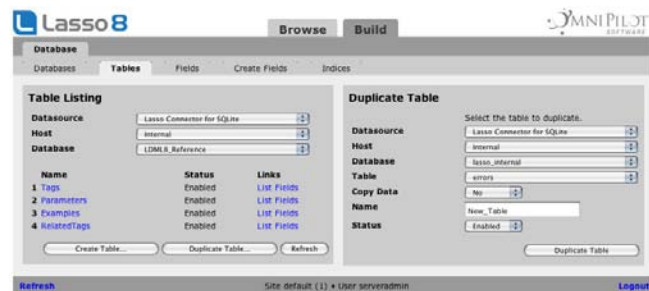 Lasso 8
Browse
Build
OMNIPILOT
SOFTWARE
Database
Databases
Tables
Fields
Create Fields
Indices
Table Listing
Datasource Lasso Connector for SQLite
Host internal
Database LDML8_Reference
Name Status Links
1 Tags Enabled List Fields
2 Parameters Enabled List Fields
3 Examples Enabled List Fields
4 RelatedTags Enabled List Fields
Create Table... Duplicate Table... Refresh
Duplicate Table
Select the table to duplicate.
Datasource Lasso Connector for SQLite
Host internal
Database lasso_internal
Table errors
Copy Data No
Name New_Table
Status Enabled
Duplicate Table
Refresh
Site default (1) • User serveradmin
Logout